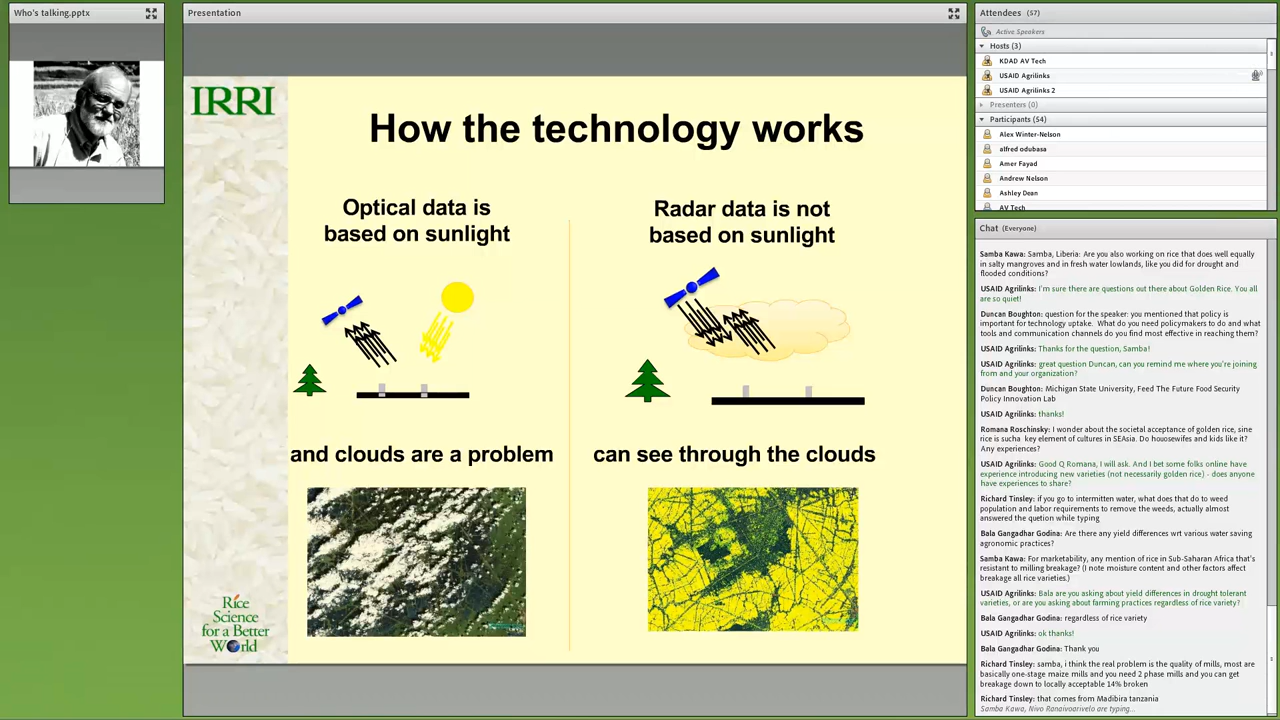 Who's talking.pptx
Presentation
IRRI
How the technology works
Optical data is
based on sunlight
and clouds are a problem
Radar data is not
based on sunlight
can see through the clouds
Rice
Science
for a Better
World
Attendees (57)
Active Speakers
Hosts (3)
KDAD AV Tech
USAID Agrilinks
USAID Agrilinks 2
Presenters (0)
Participants (54)
Alex Winter-Nelson
alfred odubasa
Amer Fayad
Andrew Nelson
Ashley Dean
AV Tech
Chat (Everyone)
Samba Kawa: Samba, Liberia: Are you also working on rice that does well equally
in salty mangroves and in fresh water lowlands, like you did for drought and
flooded conditions?
USAID Agrilinks: I'm sure there are questions out there about Golden Rice. You all
are so quiet!
Duncan Boughton: question for the speaker: you mentioned that policy is
important for technology uptake. What do you need policymakers to do and what
tools and communication channels do you find most effective in reaching them?
USAID Agrilinks: Thanks for the question, Samba!
USAID Agrilinks: great question Duncan, can you remind me where you're joining
from and your organization?
Duncan Boughton: Michigan State University, Feed The Future Food Security
Policy Innovation Lab
USAID Agrilinks: thanks!
Romana Roschinsky: I wonder about the societal acceptance of golden rice, sine
rice is sucha key element of cultures in SEAsia. Do houosewifes and kids like it?
Any experiences?
USAID Agrilinks: Good Q Romana, I will ask. And I bet some folks online have
experience introducing new varieties (not necessarily golden rice) - does anyone
have experiences to share?
Richard Tinsley: if you go to intermitten water, what does that do to weed
population and labor requirements to remove the weeds, actually almost
answered the quetion while typing
Bala Gangadhar Godina: Are there any yield differences wrt various water saving
agronomic practices?
Samba Kawa: For marketability, any mention of rice in Sub-Saharan Africa that's
resistant to milling breakage? (I note moisture content and other factors affect
breakage all rice varieties.)
USAID Agrilinks: Bala are you asking about yield differences in drought tolerant
varieties, or are you asking about farming practices regardless of rice variety?
Bala Gangadhar Godina: regardless of rice variety
USAID Agrilinks: ok thanks!
Bala Gangadhar Godina: Thank you
Richard Tinsley: samba, i think the real problem is the quality of mills, most are
basically one-stage maize mills and you need 2 phase mills and you can get
breakage down to locally acceptable 14% broken
Richard Tinsley: that comes from Madibira tanzania
Samba Kawa, Nivo Ranaivoarivelo are typing...